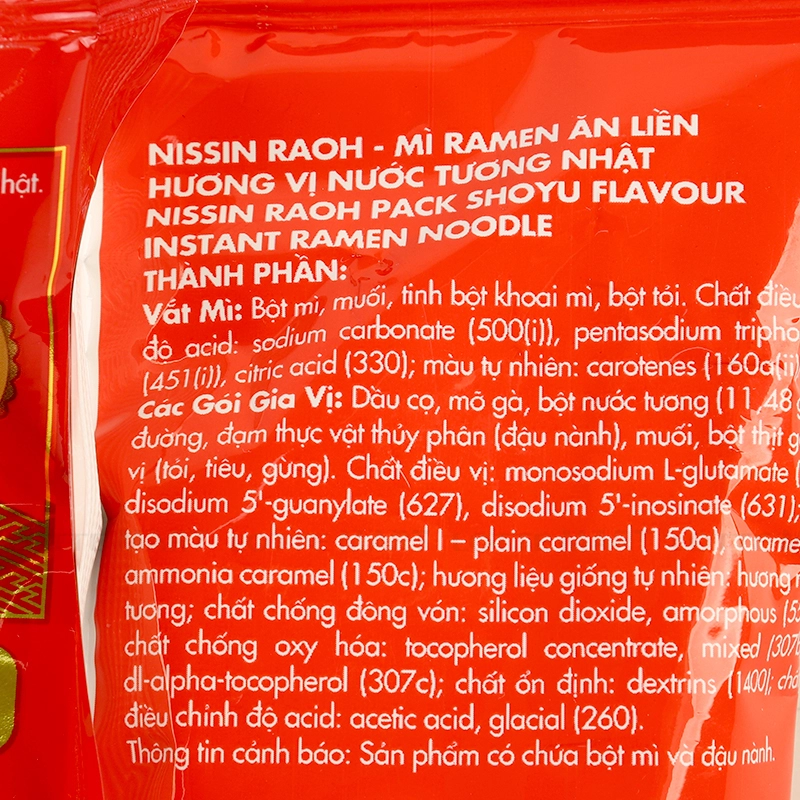 hật.
NISSIN RAOH - MÌ RAMEN ĂN LIỀN
HƯƠNG VỊ NƯỚC TƯƠNG NHẬT
NISSIN RAOH PACK SHOYU FLAVOUR
INSTANT RAMEN NOODLE
THÀNH PHẦN:
Vắt Mì: Bột mì, muối, tinh bột khoai mì, bột tỏi. Chất điều
độ acid: sodium carbonate (500(i)), pentasodium tripho
(451(i)), citric acid (330); màu tự nhiên: carotenes (160a(ii)
Các Gói Gia Vị: Dầu cọ, mỡ gà, bột nước tương (11,48g
đường, đạm thực vật thủy phân (đậu nành), muối, bột thịt g
vị (tỏi, tiêu, gừng). Chất điều vị: monosodium L-glutamate (
disodium 5'-guanylate (627), disodium 5'-inosinate (631);
tạo màu tự nhiên: caramel I – plain caramel (150a), caramel
ammonia caramel (150c); hương liệu giống tự nhiên: hương n
tương; chất chống đông vón: silicon dioxide, amorphous (55
chất chống oxy hóa: tocopherol concentrate, mixed (307b
dl-alpha-tocopherol (307c); chất ổn định: dextrins (1400); chấ
điều chỉnh độ acid: acetic acid, glacial (260).
Thông tin cảnh báo: Sản phẩm có chứa bột mì và đậu nành.